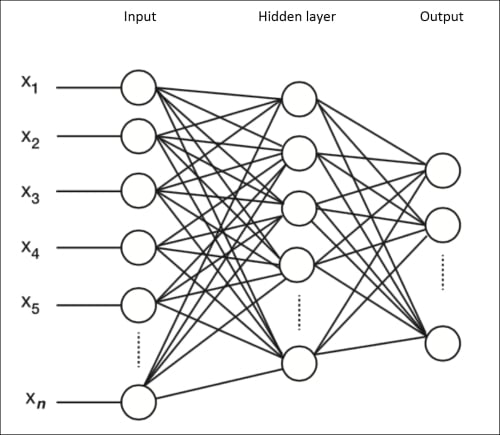 Input Hidden layer Output
x1
x2
x3
x4
x5
xn